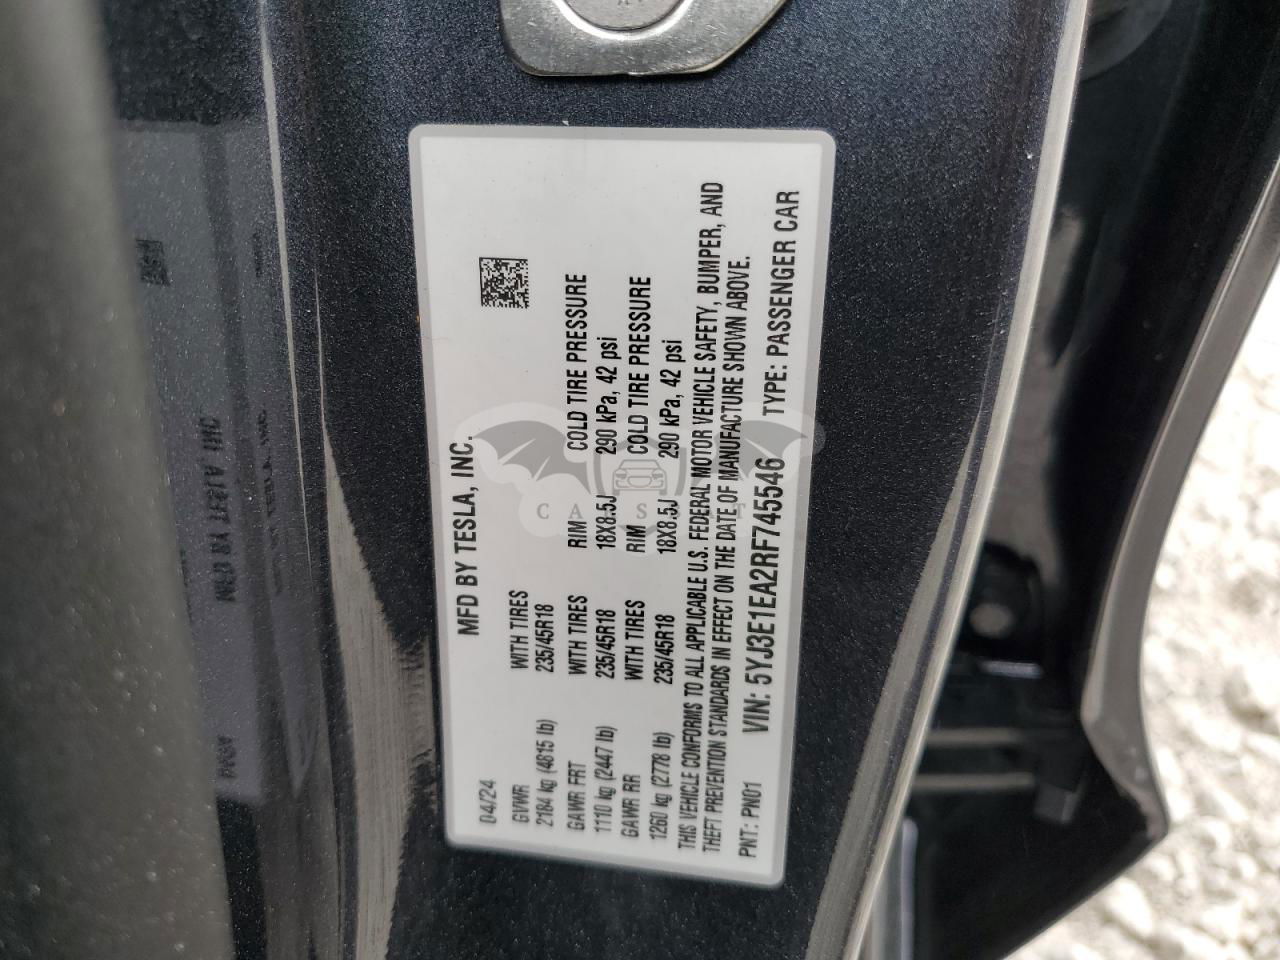 MFD BY TESLA, INC.
04/24
GVWR WITH TIRES
2184 kg (4815 lb) 235/45R18
GAWR FRT WITH TIRES RIM COLD TIRE PRESSURE
1110 kg (2447 lb) 235/45R18 18X8.5J 290 kPa, 42 psi
GAWR RR WITH TIRES RIM COLD TIRE PRESSURE
1260 kg (2778 lb) 235/45R18 18X8.5J 290 kPa, 42 psi
THIS VEHICLE CONFORMS TO ALL APPLICABLE U.S. FEDERAL MOTOR VEHICLE SAFETY, BUMPER, AND
THEFT PREVENTION STANDARDS IN EFFECT ON THE DATE OF MANUFACTURE SHOWN ABOVE.
PNT: PN01 VIN: 5YJ3E1EA2RF745546 TYPE: PASSENGER CAR